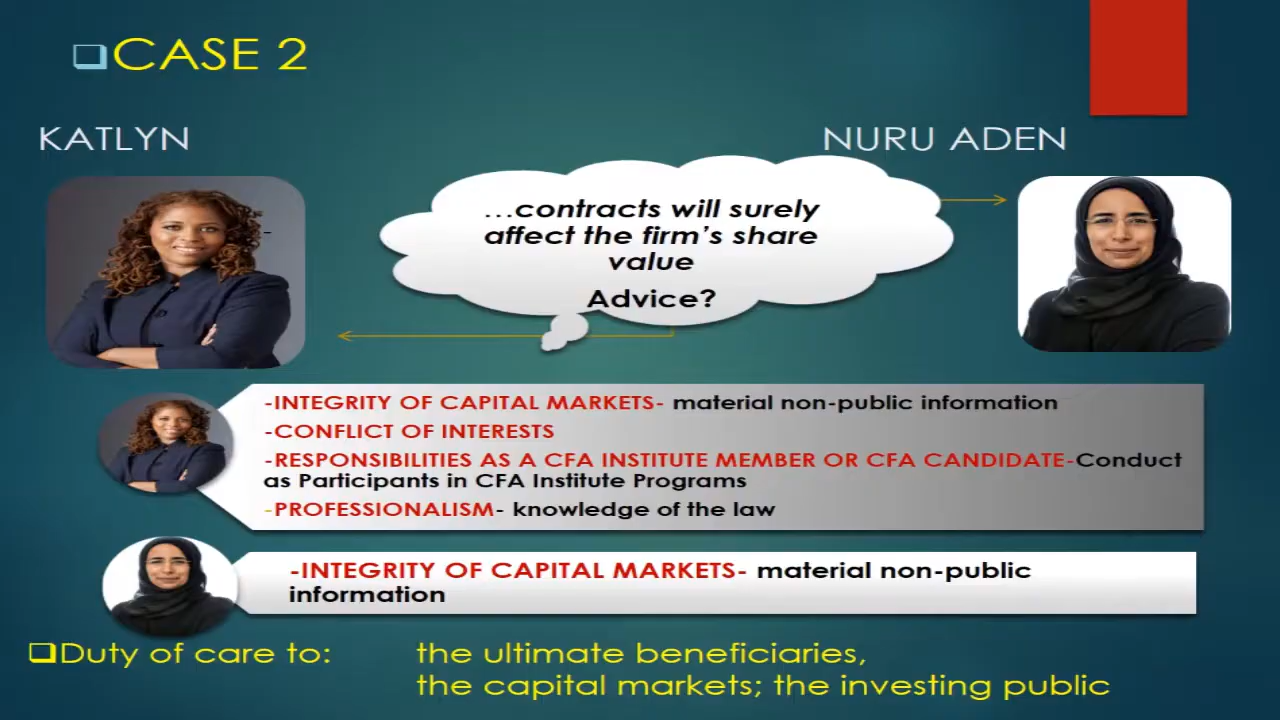 ❑CASE 2
KATLYN
NURU ADEN
-
…contracts will surely
affect the firm's share
value
Advice?
-INTEGRITY OF CAPITAL MARKETS- material non-public information
-CONFLICT OF INTERESTS
-RESPONSIBILITIES AS A CFA INSTITUTE MEMBER OR CFA CANDIDATE-Conduct
as Participants in CFA Institute Programs
-PROFESSIONALISM- knowledge of the law
-INTEGRITY OF CAPITAL MARKETS- material non-public
information
❑Duty of care to: the ultimate beneficiaries,
the capital markets; the investing public